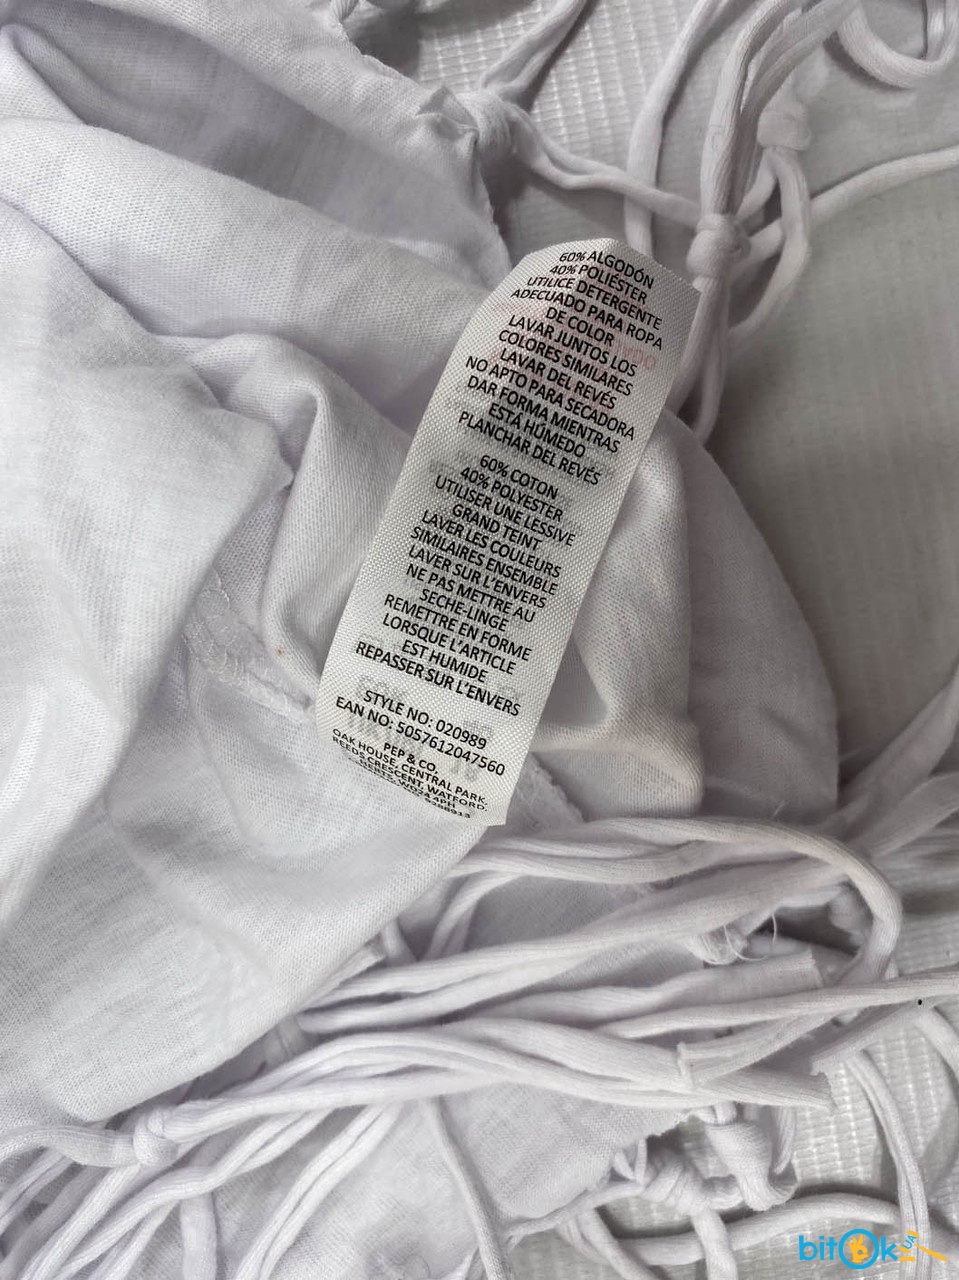 60% ALGODÓN
40% POLIÉSTER
UTILICE DETERGENTE
ADECUADO PARA ROPA
DE COLOR
LAVAR JUNTOS LOS
COLORES SIMILARES
LAVAR DEL REVÉS
NO APTO PARA SECADORA
DAR FORMA MIENTRAS
ESTÁ HÚMEDO
PLANCHAR DEL REVÉS
60% COTON
40% POLYESTER
UTILISER UNE LESSIVE
GRAND TEINT
LAVER LES COULEURS
SIMILAIRES ENSEMBLE
LAVER SUR L'ENVERS
NE PAS METTRE AU
SECHE-LINGE
REMETTRE EN FORME
LORSQUE L'ARTICLE
EST HUMIDE
REPASSER SUR L'ENVERS
STYLE NO: 020989
EAN NO: 5057612047560
PEP & CO,
OAK HOUSE, CENTRAL PARK,
REEDS CRESCENT, WATFORD.
HERTS, WD24 4PH
bitOk